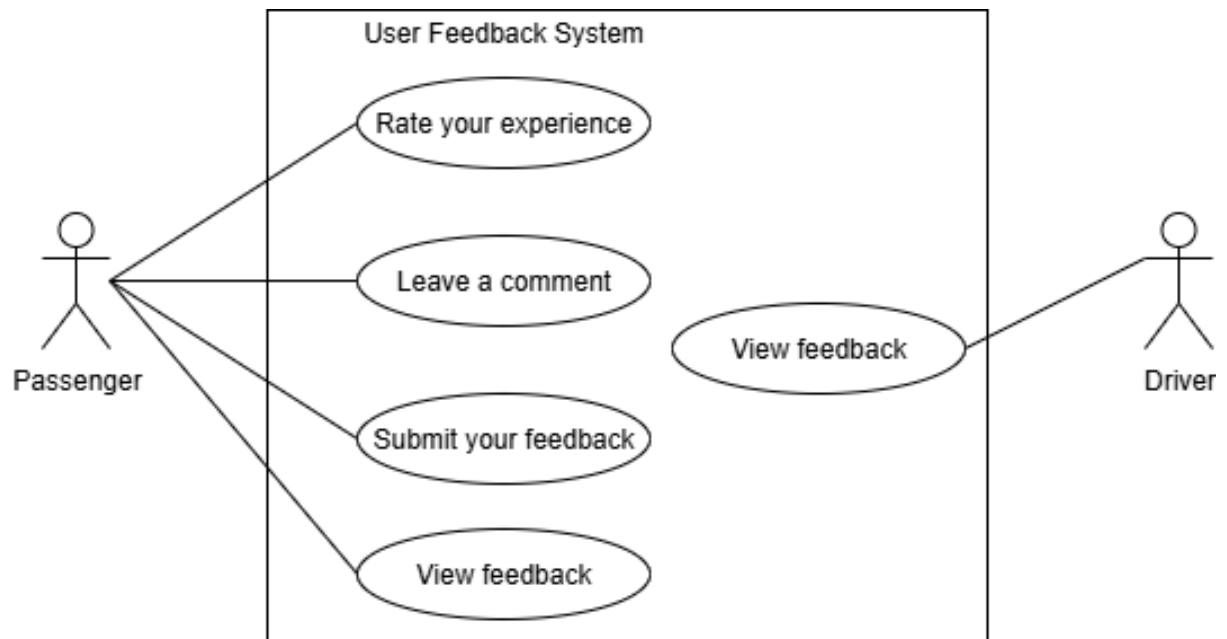 User Feedback System
Rate your experience
Leave a comment
View feedback
Passenger
Driver
Submit your feedback
View feedback